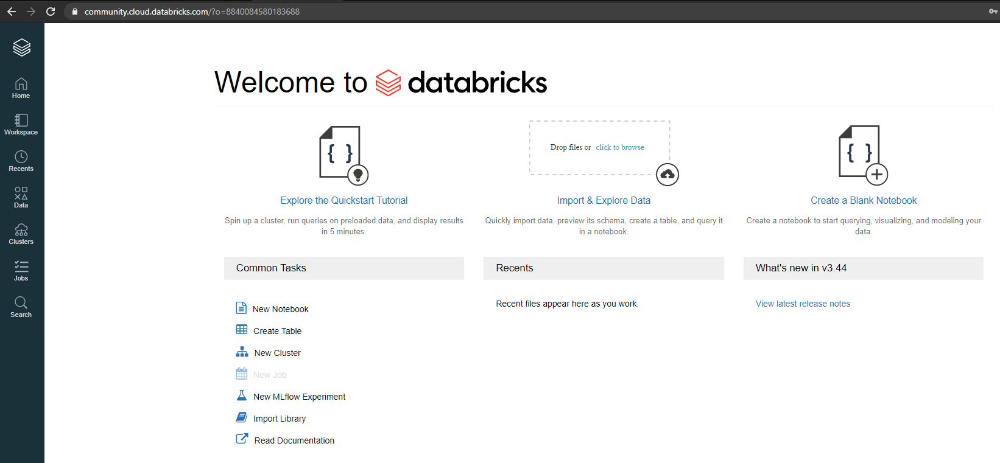 community.cloud.databricks.com/?o=8840084580183688
Home
Workspace
Recents
Data
Clusters
Jobs
Search
Welcome to databricks
{ }
Drop files or click to browse
{ }
Explore the Quickstart Tutorial
Spin up a cluster, run queries on preloaded data, and display results
in 5 minutes.
Import & Explore Data
Quickly import data, preview its schema, create a table, and query it
in a notebook.
Create a Blank Notebook
Create a notebook to start querying, visualizing, and modeling your
data.
Common Tasks
New Notebook
Create Table
New Cluster
New Job
New MLflow Experiment
Import Library
Read Documentation
Recents
Recent files appear here as you work.
What's new in v3.44
View latest release notes